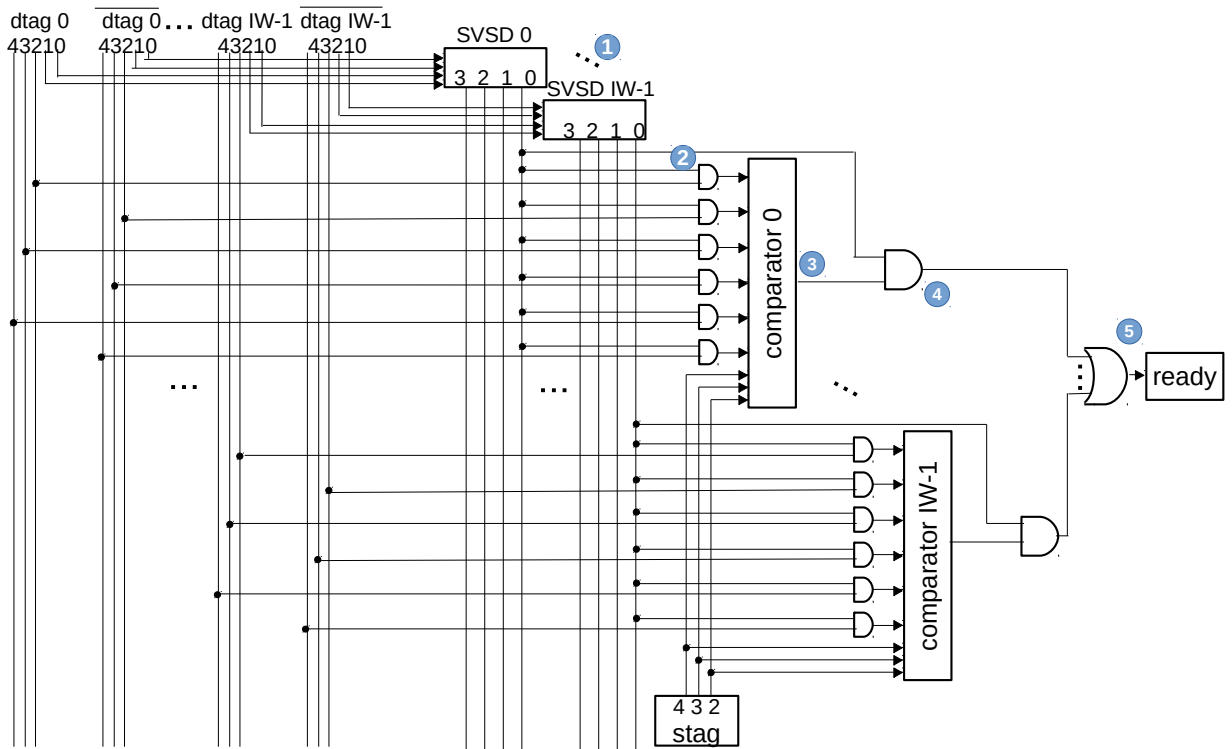 dtag 0 dtag 0 ... dtag IW-1 dtag IW-1
43210 43210 43210 43210
SVSD 0
3 2 1 0
... 1
SVSD IW-1
3 2 1 0
2
comparator 0
3
4
5
ready
... ... ...
comparator IW-1
4 3 2
stag